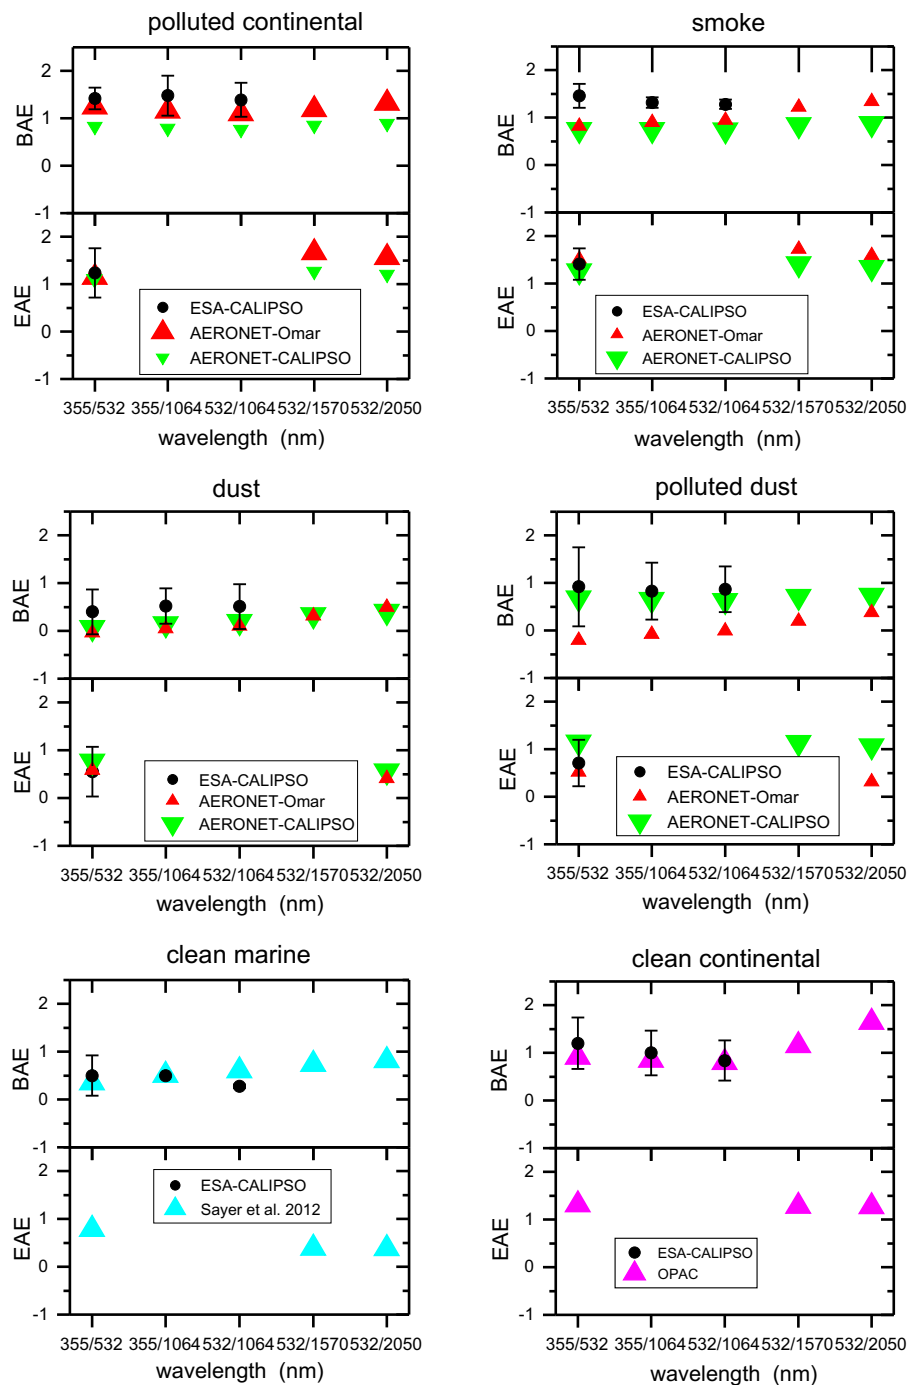 polluted continental
2
1
0
-1
BAE
2
1
0
-1
EAE
ESA-CALIPSO
AERONET-Omar
AERONET-CALIPSO
355/532 355/1064 532/1064 532/1570 532/2050
wavelength (nm)
smoke
2
1
0
-1
BAE
2
1
0
-1
EAE
ESA-CALIPSO
AERONET-Omar
AERONET-CALIPSO
355/532 355/1064 532/1064 532/1570 532/2050
wavelength (nm)
dust
2
1
0
-1
BAE
2
1
0
-1
EAE
ESA-CALIPSO
AERONET-Omar
AERONET-CALIPSO
355/532 355/1064 532/1064 532/1570 532/2050
wavelength (nm)
polluted dust
2
1
0
-1
BAE
2
1
0
-1
EAE
ESA-CALIPSO
AERONET-Omar
AERONET-CALIPSO
355/532 355/1064 532/1064 532/1570 532/2050
wavelength (nm)
clean marine
2
1
0
-1
BAE
2
1
0
-1
EAE
ESA-CALIPSO
Sayer et al. 2012
355/532 355/1064 532/1064 532/1570 532/2050
wavelength (nm)
clean continental
2
1
0
-1
BAE
2
1
0
-1
EAE
ESA-CALIPSO
OPAC
355/532 355/1064 532/1064 532/1570 532/2050
wavelength (nm)